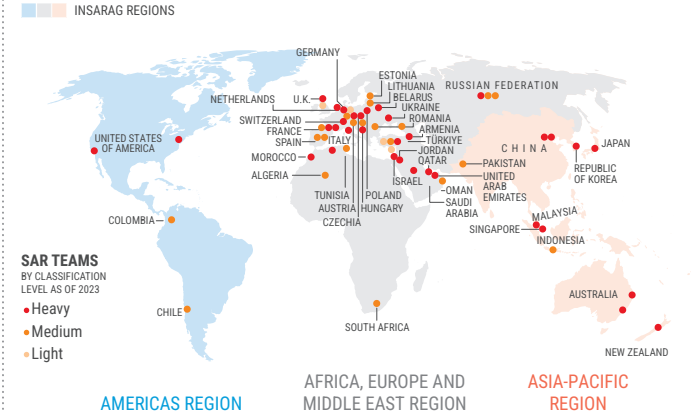 INSARAG REGIONS
GERMANY
ESTONIA
LITHUANIA
BELARUS
UKRAINE
ROMANIA
ARMENIA
TÜRKIYE
JORDAN
QATAR
RUSSIAN FEDERATION
NETHERLANDS
U.K.
SWITZERLAND
FRANCE
SPAIN
ITALY
MOROCCO
ALGERIA
UNITED STATES
OF AMERICA
CHINA
JAPAN
REPUBLIC
OF KOREA
PAKISTAN
UNITED
ARAB
EMIRATES
ISRAEL
OMAN
SAUDI
ARABIA
TUNISIA
POLAND
AUSTRIA
HUNGARY
CZECHIA
COLOMBIA
MALAYSIA
SINGAPORE
INDONESIA
SAR TEAMS
BY CLASSIFICATION
LEVEL AS OF 2023
Heavy
Medium
Light
CHILE
SOUTH AFRICA
AUSTRALIA
NEW ZEALAND
AMERICAS REGION
AFRICA, EUROPE AND
MIDDLE EAST REGION
ASIA-PACIFIC
REGION